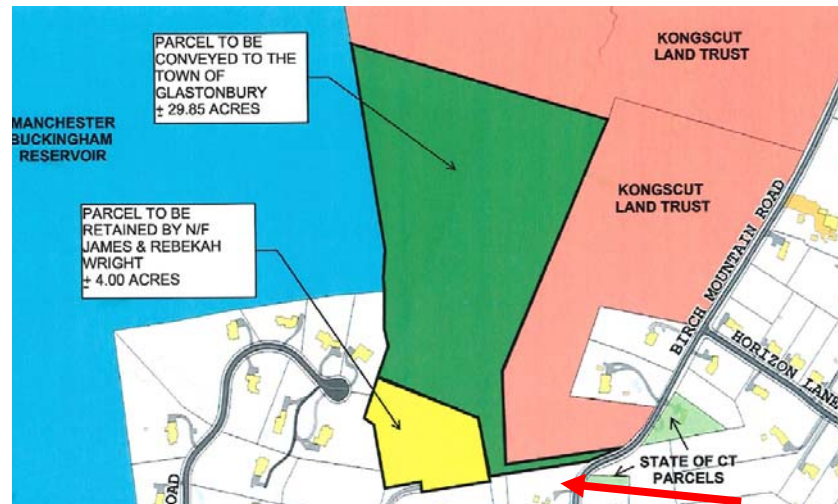 PARCEL TO BE
CONVEYED TO THE
TOWN OF
GLASTONBURY
± 29.85 ACRES
KONGSCUT
LAND TRUST
MANCHESTER
BUCKINGHAM
RESERVOIR
KONGSCUT
LAND TRUST
PARCEL TO BE
RETAINED BY N/F
JAMES & REBEKAH
WRIGHT
± 4.00 ACRES
BIRCH MOUNTAIN ROAD
HORIZON LANE
STATE OF CT
PARCELS
ROAD